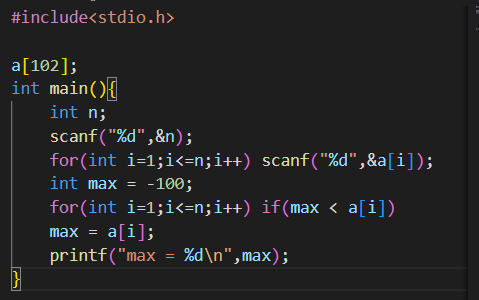 #include<stdio.h>
a[102];
int main(){
int n;
scanf("%d",&n);
for(int i=1;i<=n;i++) scanf("%d",&a[i]);
int max = -100;
for(int i=1;i<=n;i++) if(max < a[i])
max = a[i];
printf("max = %d\n",max);
}